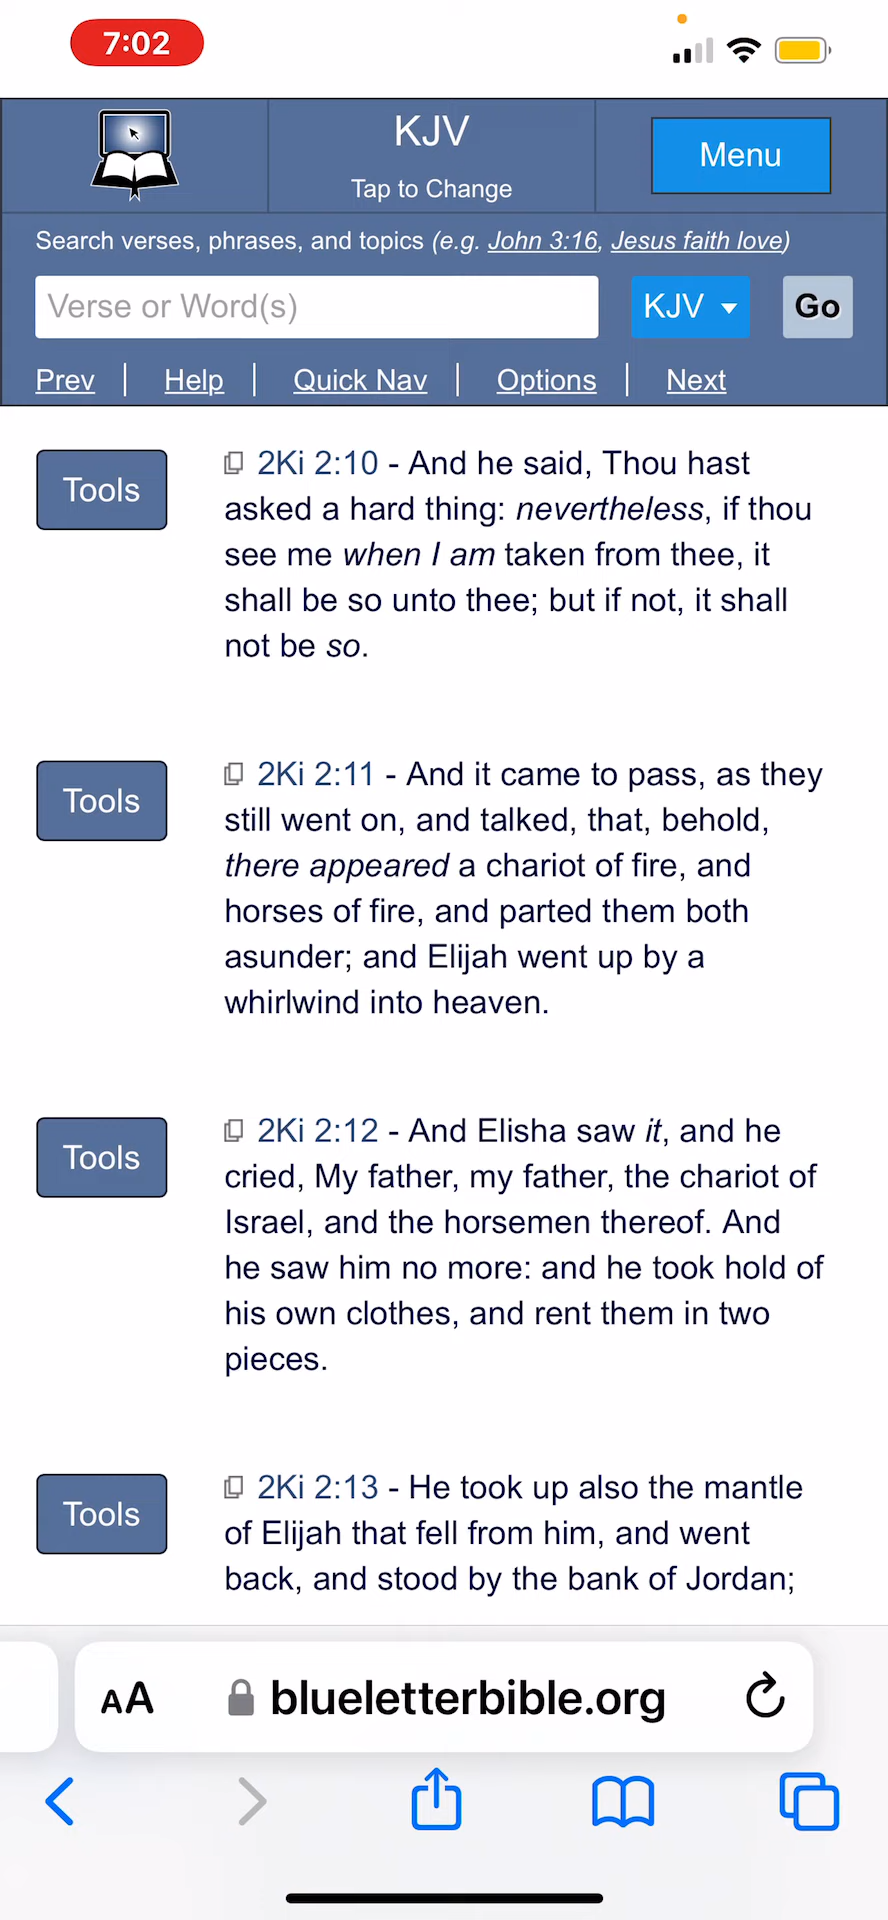 7:02
KJV
Tap to Change
Menu
Search verses, phrases, and topics (e.g. John 3:16, Jesus faith love)
Verse or Word(s)
KJV
Go
Prev | Help | Quick Nav | Options | Next
Tools
2Ki 2:10 - And he said, Thou hast
asked a hard thing: nevertheless, if thou
see me when I am taken from thee, it
shall be so unto thee; but if not, it shall
not be so.
Tools
2Ki 2:11 - And it came to pass, as they
still went on, and talked, that, behold,
there appeared a chariot of fire, and
horses of fire, and parted them both
asunder; and Elijah went up by a
whirlwind into heaven.
Tools
2Ki 2:12 - And Elisha saw it, and he
cried, My father, my father, the chariot of
Israel, and the horsemen thereof. And
he saw him no more: and he took hold of
his own clothes, and rent them in two
pieces.
Tools
2Ki 2:13 - He took up also the mantle
of Elijah that fell from him, and went
back, and stood by the bank of Jordan;
AA blueletterbible.org